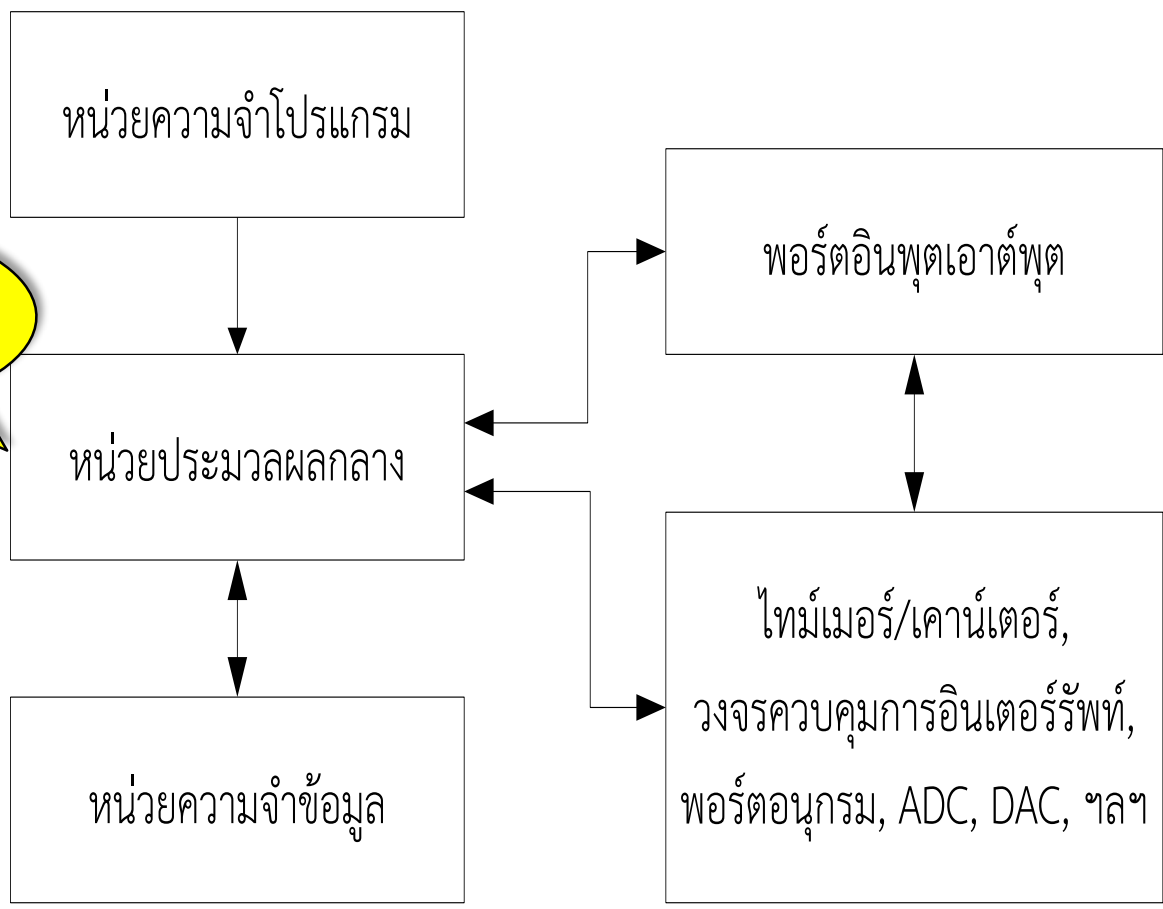 หน่วยความจำโปรแกรม
พอร์ตอินพุตเอาต์พุต
หน่วยประมวลผลกลาง
ไทม์เมอร์/เคาน์เตอร์,
วงจรควบคุมการอินเตอร์รัพท์,
พอร์ตอนุกรม, ADC, DAC, ฯลฯ
หน่วยความจำข้อมูล